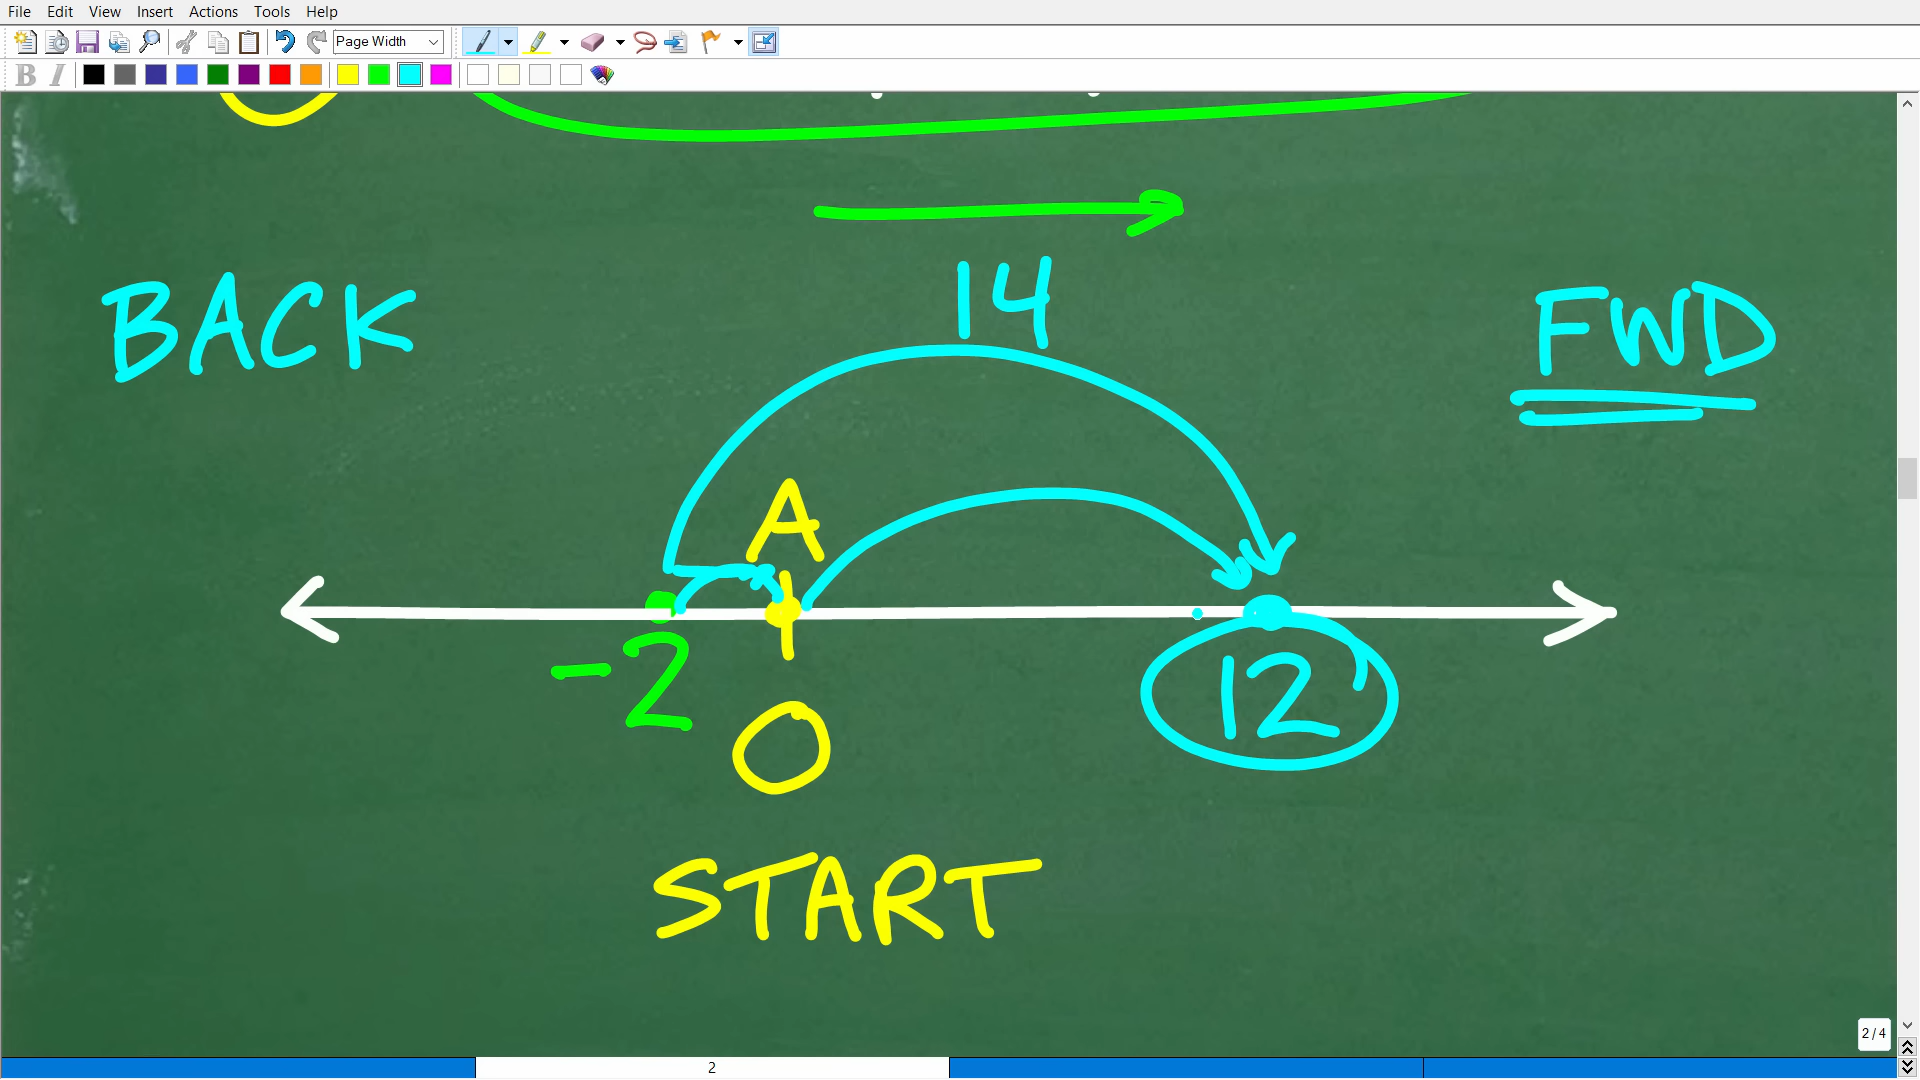 File Edit View Insert Actions Tools Help
Page Width
B I
14
BACK
FWD
A
-2
12
0
START
2 / 4
2